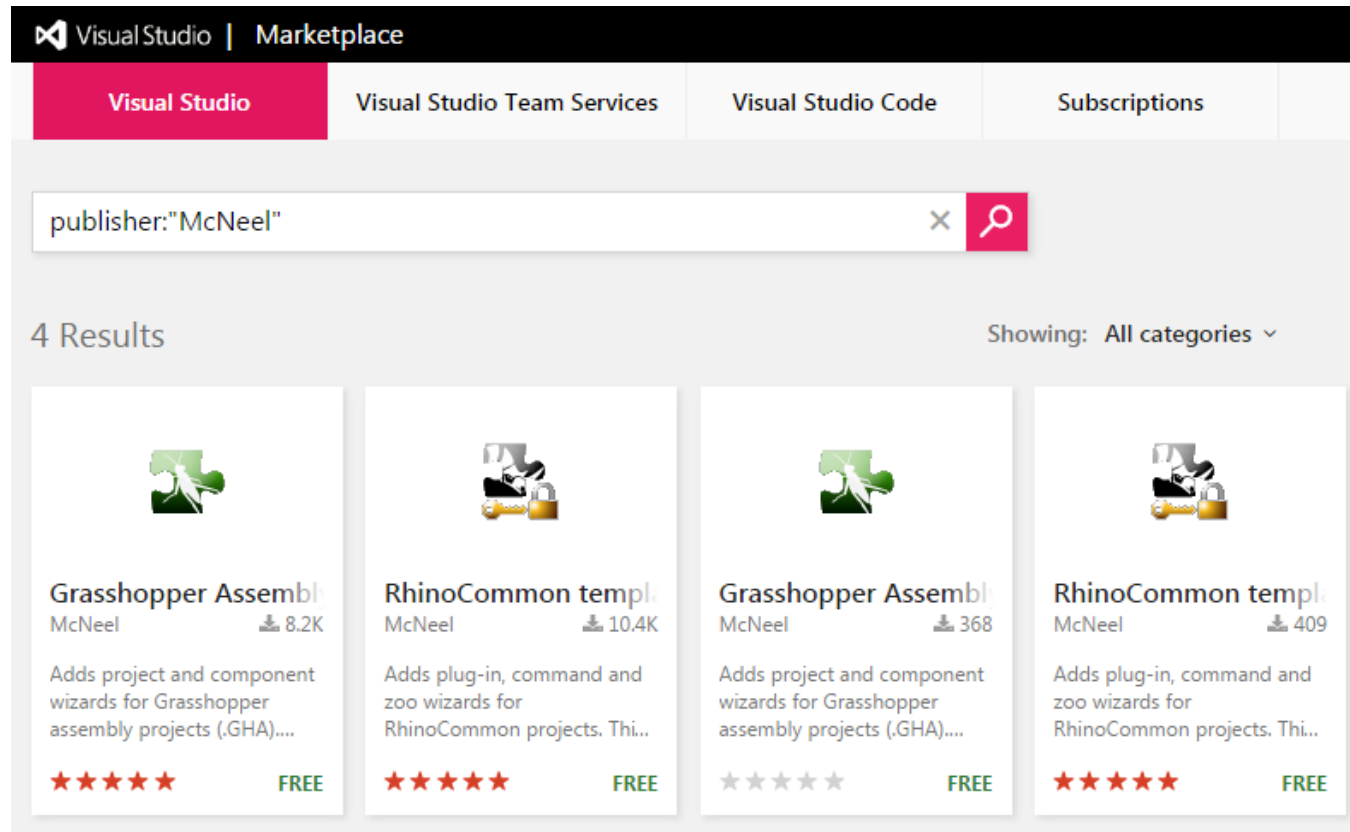 Visual Studio | Marketplace
Visual Studio
Visual Studio Team Services
Visual Studio Code
Subscriptions
publisher:"McNeel"
4 Results
Showing: All categories
Grasshopper Assembly
McNeel 8.2K
Adds project and component
wizards for Grasshopper
assembly projects (.GHA)....
FREE
RhinoCommon templa
McNeel 10.4K
Adds plug-in, command and
zoo wizards for
RhinoCommon projects. Thi...
FREE
Grasshopper Assembl
McNeel 368
Adds project and component
wizards for Grasshopper
assembly projects (.GHA)....
FREE
RhinoCommon templa
McNeel 409
Adds plug-in, command and
zoo wizards for
RhinoCommon projects. Thi...
FREE